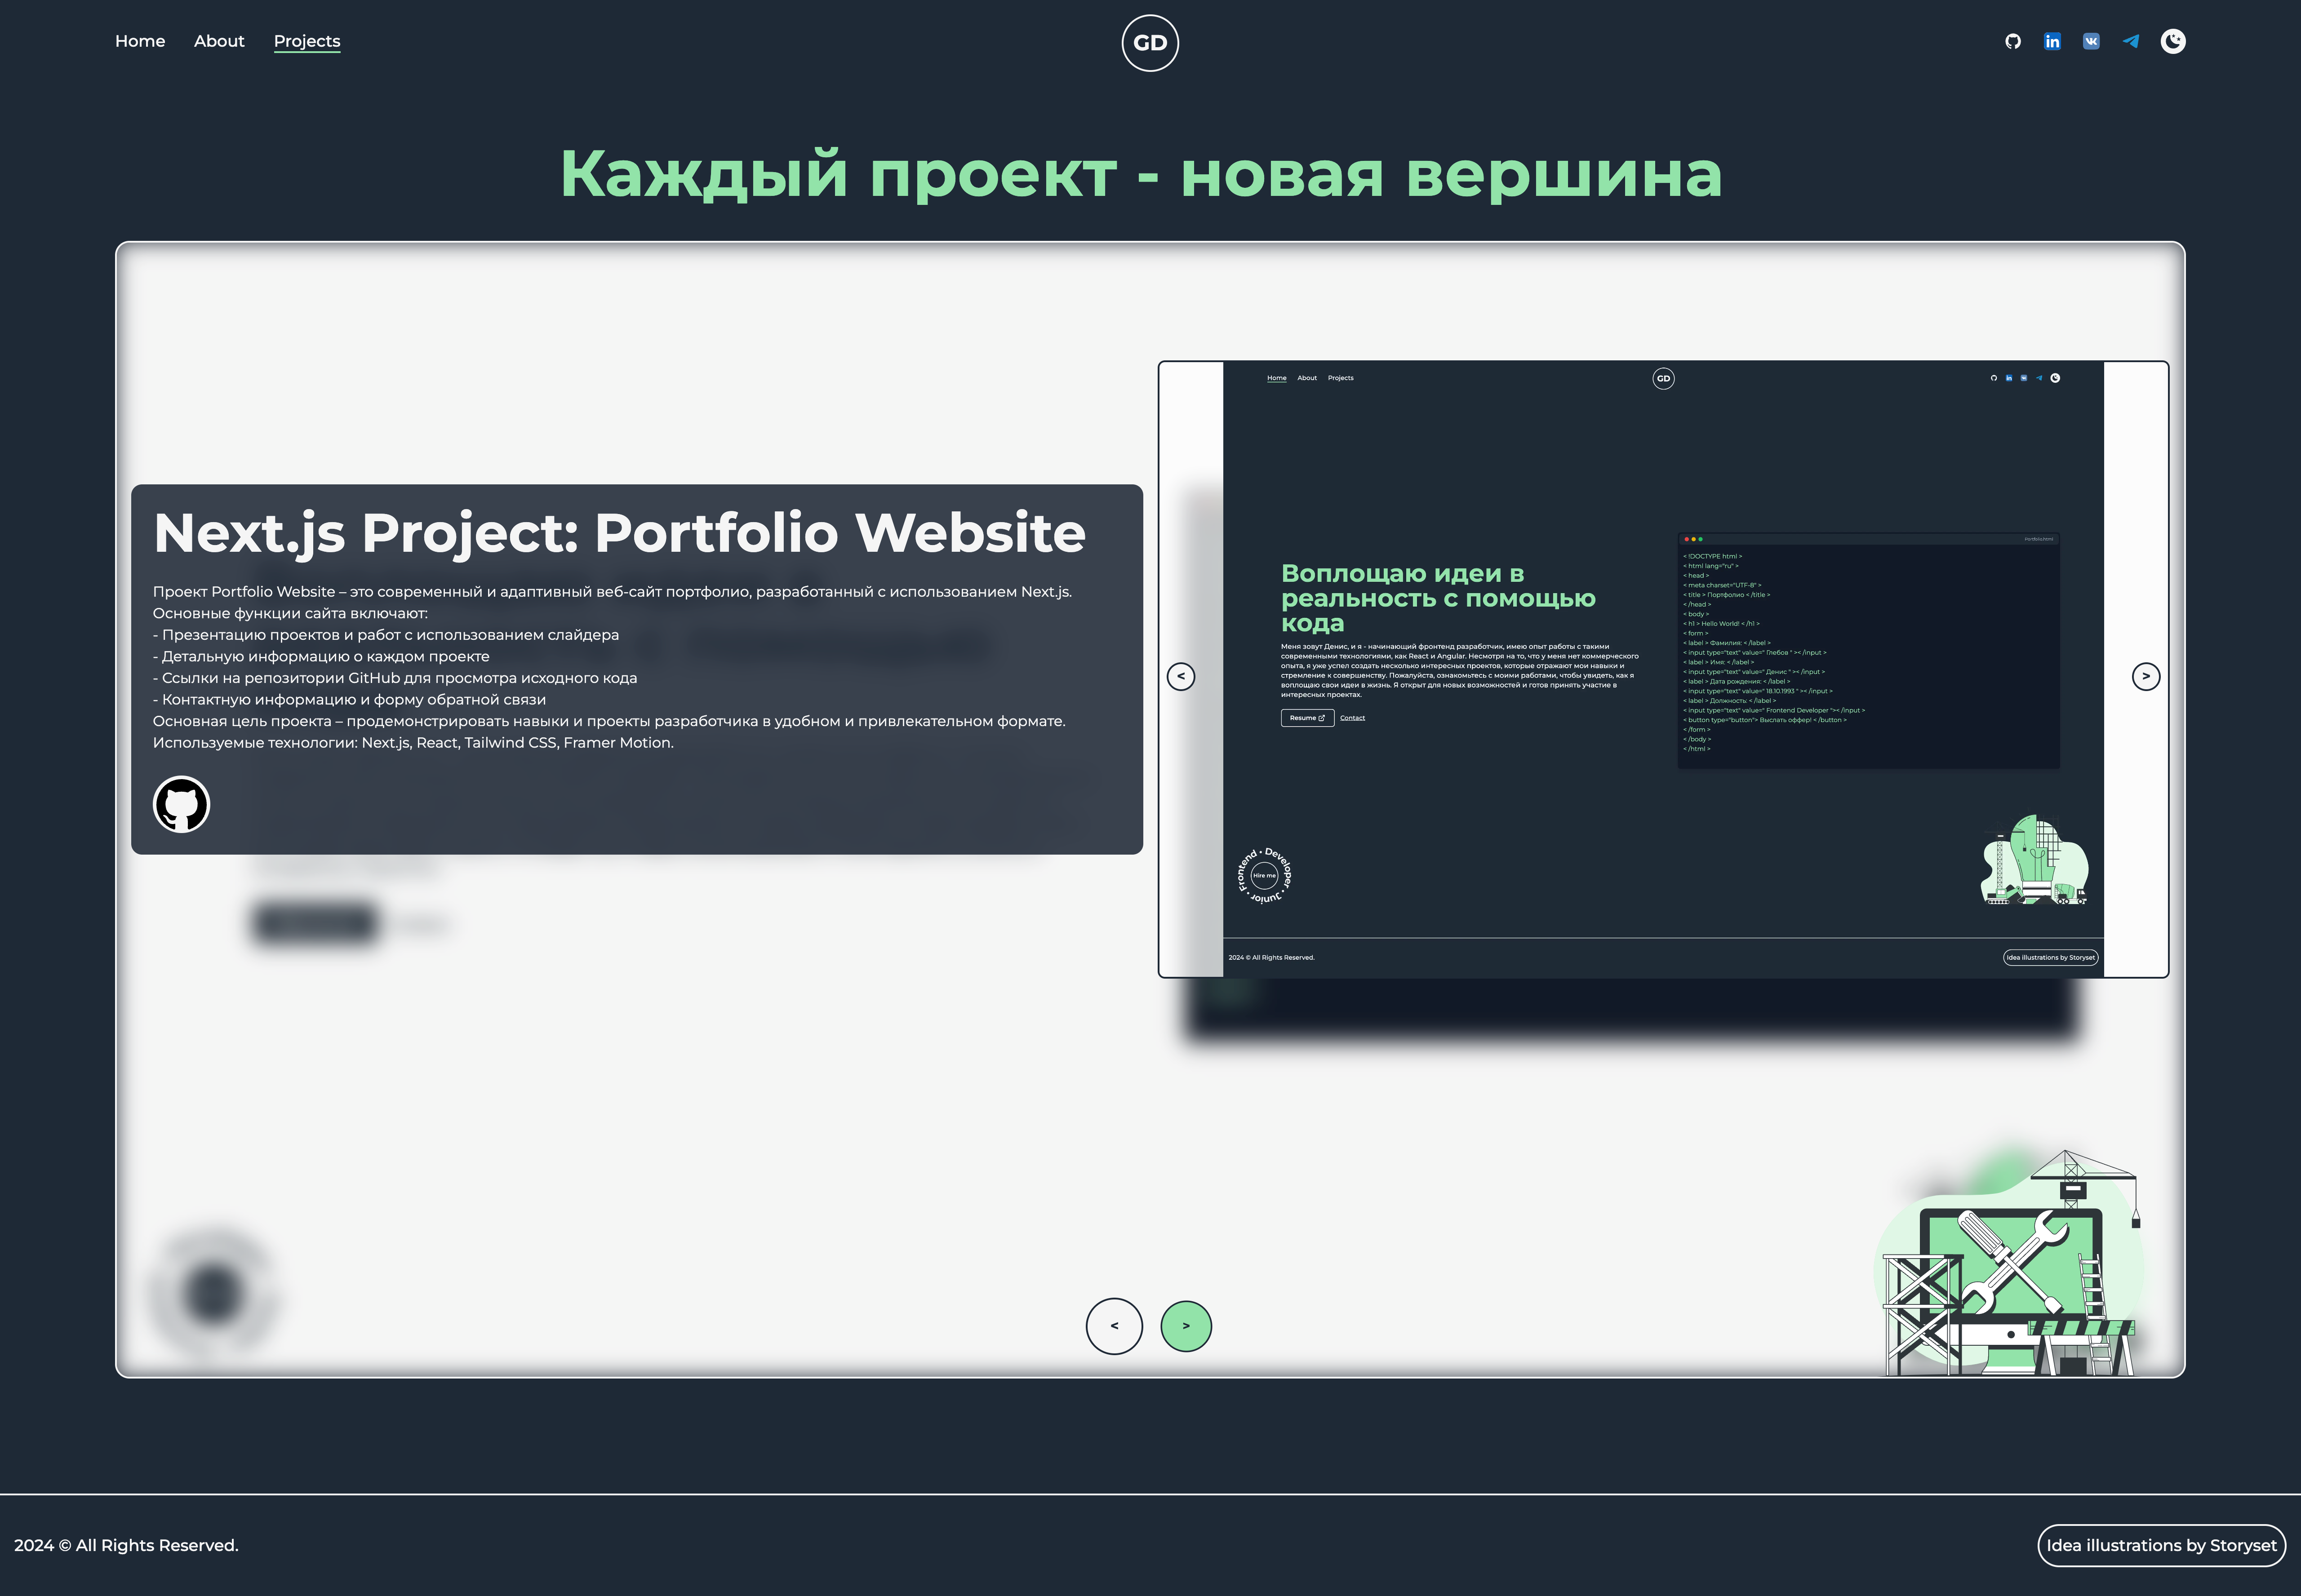 Home About Projects
GD
Каждый проект - новая вершина
Next.js Project: Portfolio Website
Проект Portfolio Website – это современный и адаптивный веб-сайт портфолио, разработанный с использованием Next.js.
Основные функции сайта включают:
- Презентацию проектов и работ с использованием слайдера
- Детальную информацию о каждом проекте
- Ссылки на репозитории GitHub для просмотра исходного кода
- Контактную информацию и форму обратной связи
Основная цель проекта – продемонстрировать навыки и проекты разработчика в удобном и привлекательном формате.
Используемые технологии: Next.js, React, Tailwind CSS, Framer Motion.
<
Home About Projects
GD
Воплощаю идеи в
реальность с помощью
кода
Меня зовут Денис, и я - начинающий фронтенд разработчик, имею опыт работы с такими
современными технологиями, как React и Angular. Несмотря на то, что у меня нет коммерческого
опыта, я уже успел создать несколько интересных проектов, которые отражают мои навыки и
стремление к совершенству. Пожалуйста, ознакомьтесь с моими работами, чтобы увидеть, как я
воплощаю свои идеи в жизнь. Я открыт для новых возможностей и готов принять участие в
интересных проектах.
Resume Contact
Portfolio.html
< !DOCTYPE html >
< html lang="ru" >
< head >
< meta charset="UTF-8" >
< title > Портфолио < /title >
< /head >
< body >
< h1 > Hello World! < /h1 >
< form >
< label > Фамилия: < /label >
< input type="text" value=" Глебов " >< /input >
< label > Имя: < /label >
< input type="text" value=" Денис " >< /input >
< label > Дата рождения: < /label >
< input type="text" value=" 18.10.1993 " >< /input >
< label > Должность: < /label >
< input type="text" value=" Frontend Developer ">< /input >
< button type="button"> Выслать оффер! < /button >
< /form >
< /body >
< /html >
Frontend • Developer • Junior •
Hire me
2024 © All Rights Reserved.
Idea illustrations by Storyset
>
< >
2024 © All Rights Reserved.
Idea illustrations by Storyset